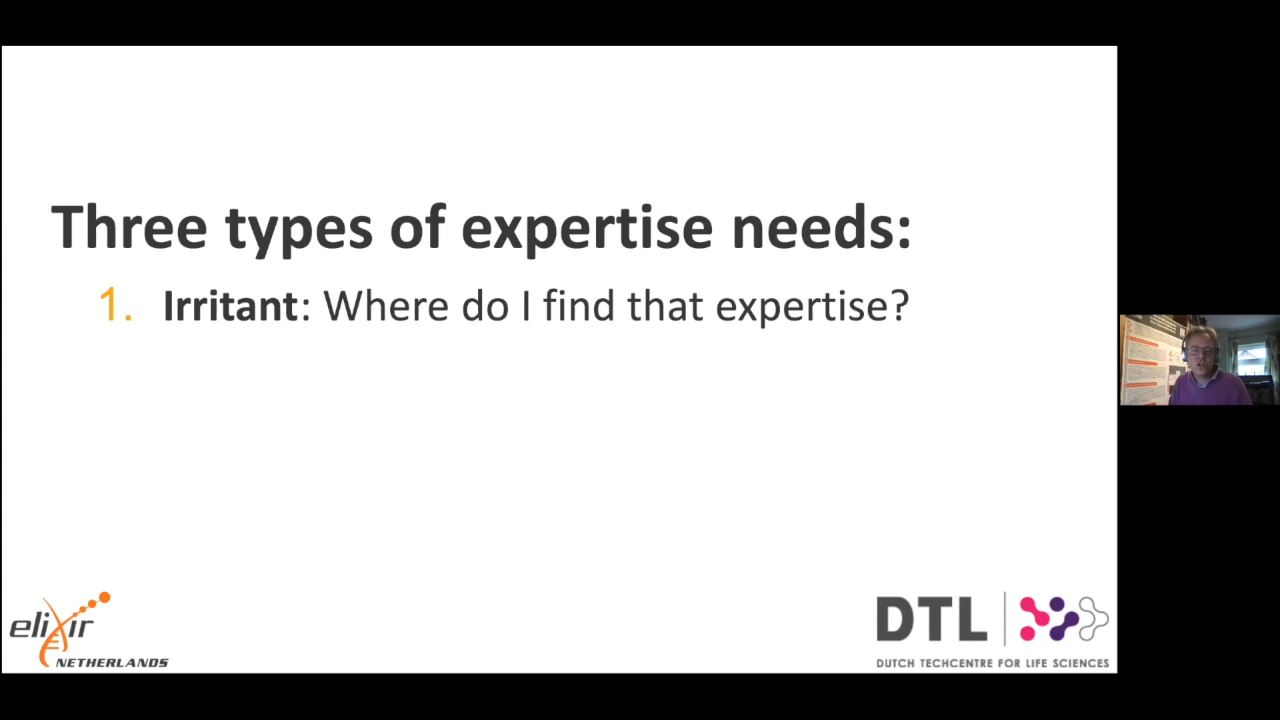 Three types of expertise needs:
1. Irritant: Where do I find that expertise?
elixir
NETHERLANDS
DTL
DUTCH TECHCENTRE FOR LIFE SCIENCES